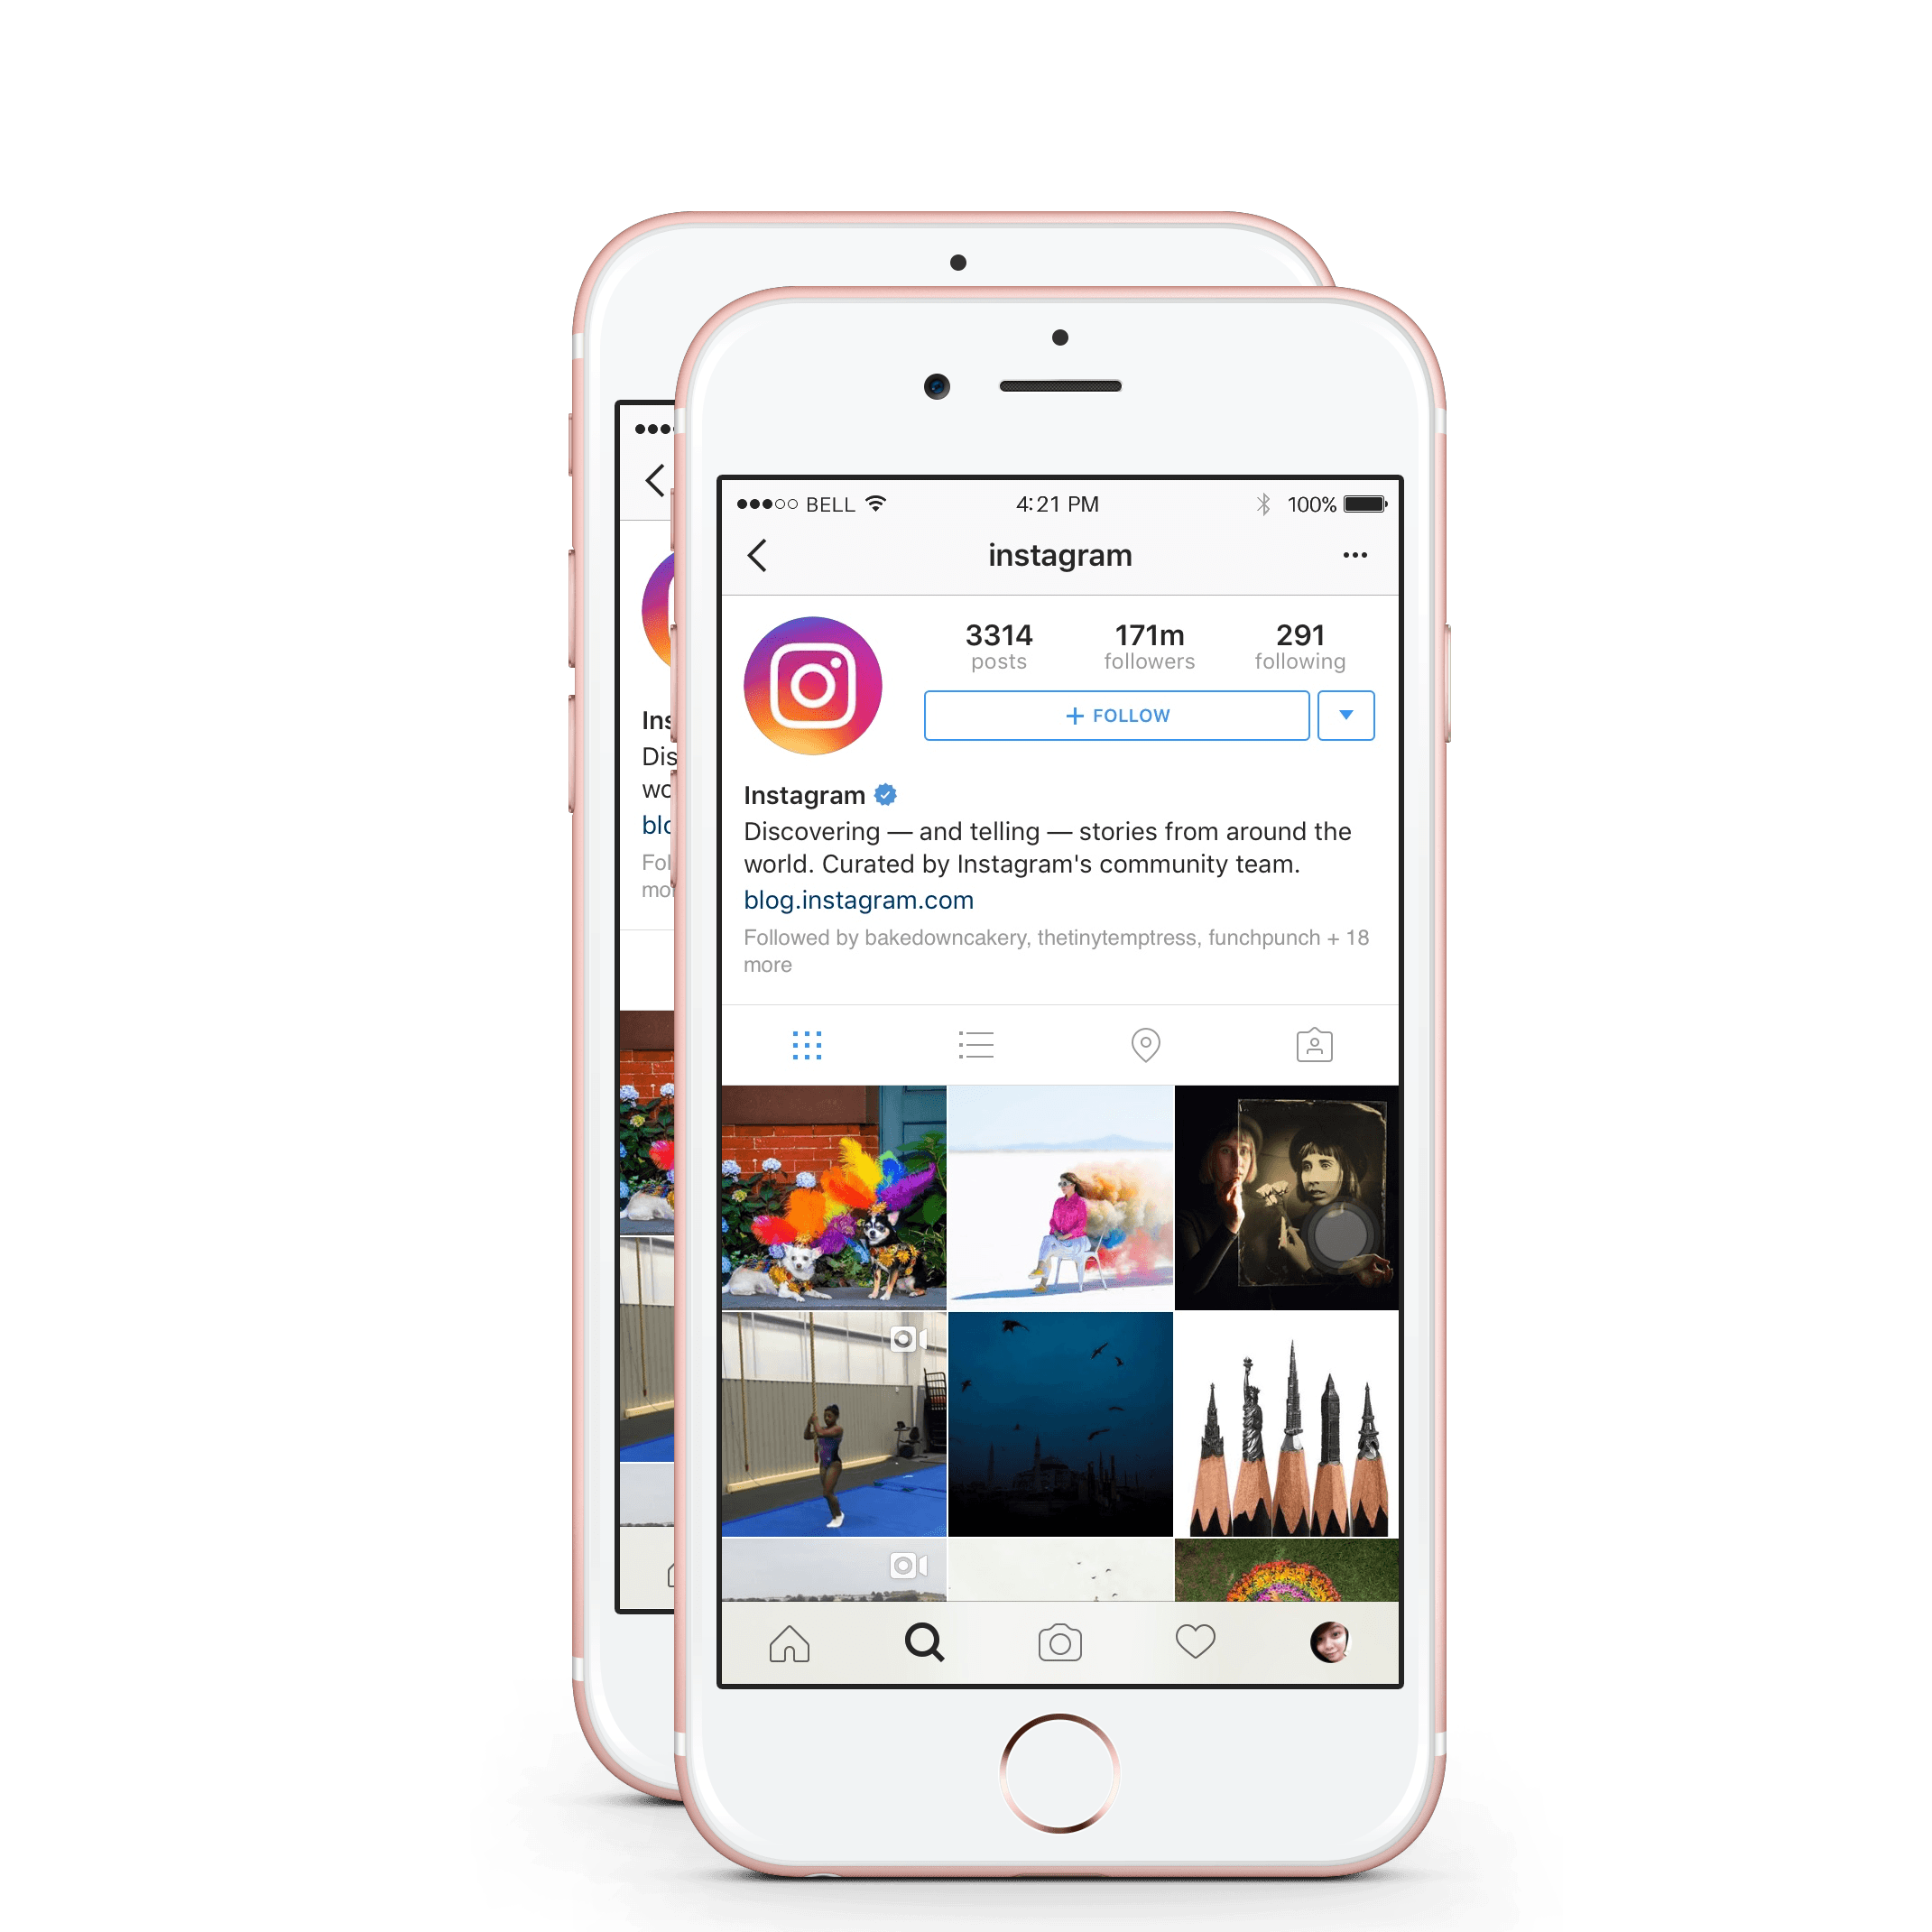 BELL 4:21 PM 100%
instagram
3314 171m 291
posts followers following
+ FOLLOW
Instagram
Discovering — and telling — stories from around the
world. Curated by Instagram's community team.
blog.instagram.com
Followed by bakedowncakery, thetinytemptress, funchpunch + 18
more
Ins
Dis
wo
blo
Fol
mor